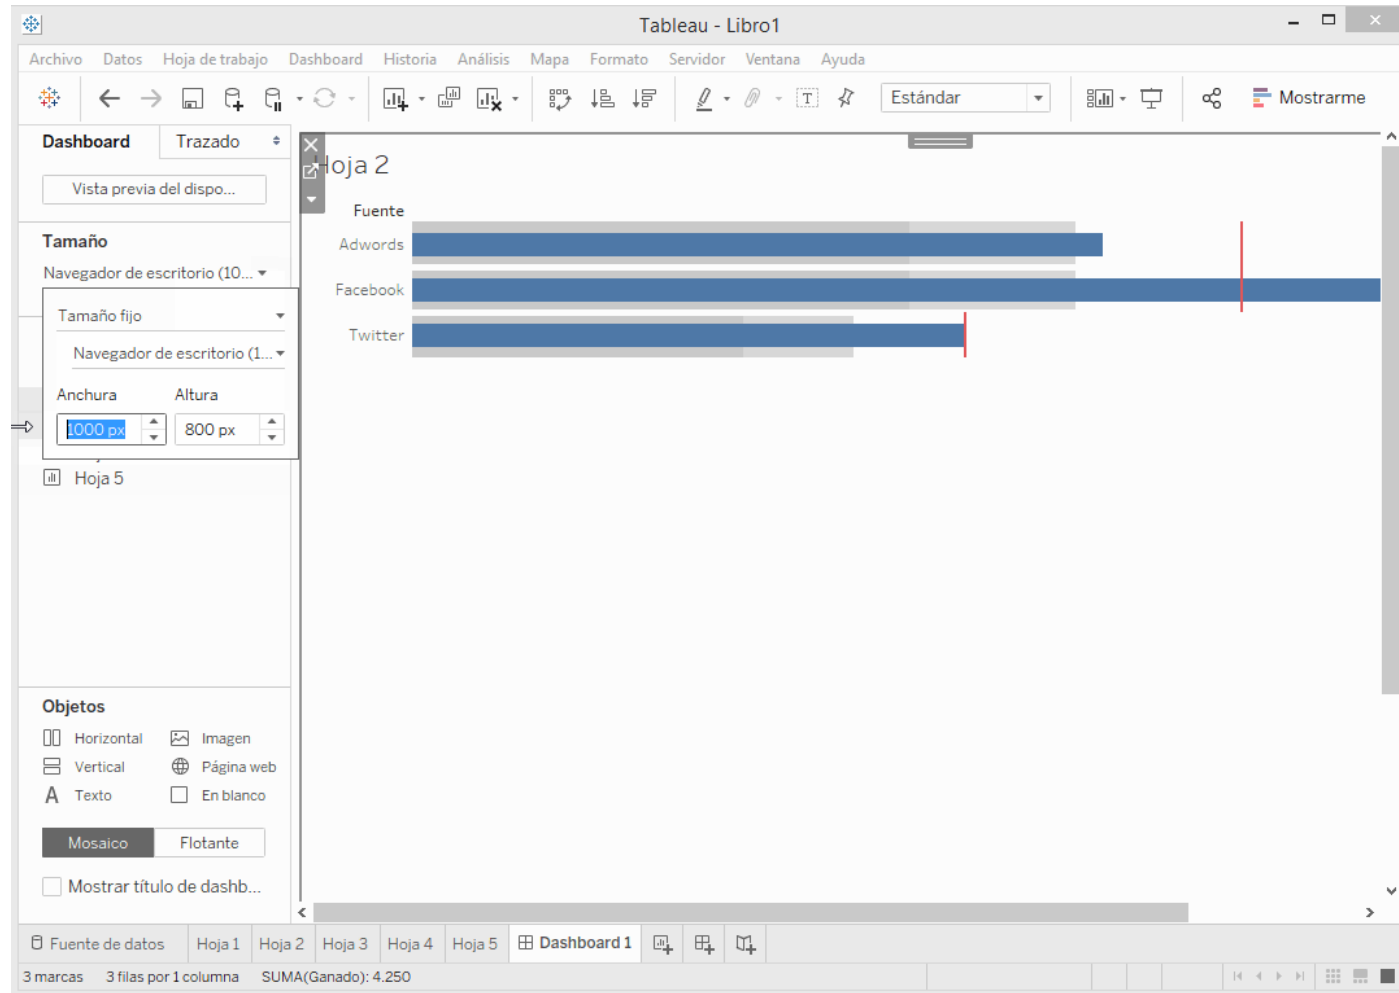 Tableau - Libro1
Archivo Datos Hoja de trabajo Dashboard Historia Análisis Mapa Formato Servidor Ventana Ayuda
Estándar Mostrarme
Dashboard Trazado
Vista previa del dispo...
Tamaño
Navegador de escritorio (10...
Tamaño fijo
Navegador de escritorio (1...
Anchura Altura
1000 px 800 px
Hoja 5
Hoja 2
Fuente
Adwords
Facebook
Twitter
Objetos
Horizontal Imagen
Vertical Página web
A Texto En blanco
Mosaico Flotante
Mostrar título de dashb...
Fuente de datos Hoja 1 Hoja 2 Hoja 3 Hoja 4 Hoja 5 Dashboard 1
3 marcas 3 filas por 1 columna SUMA(Ganado): 4.250